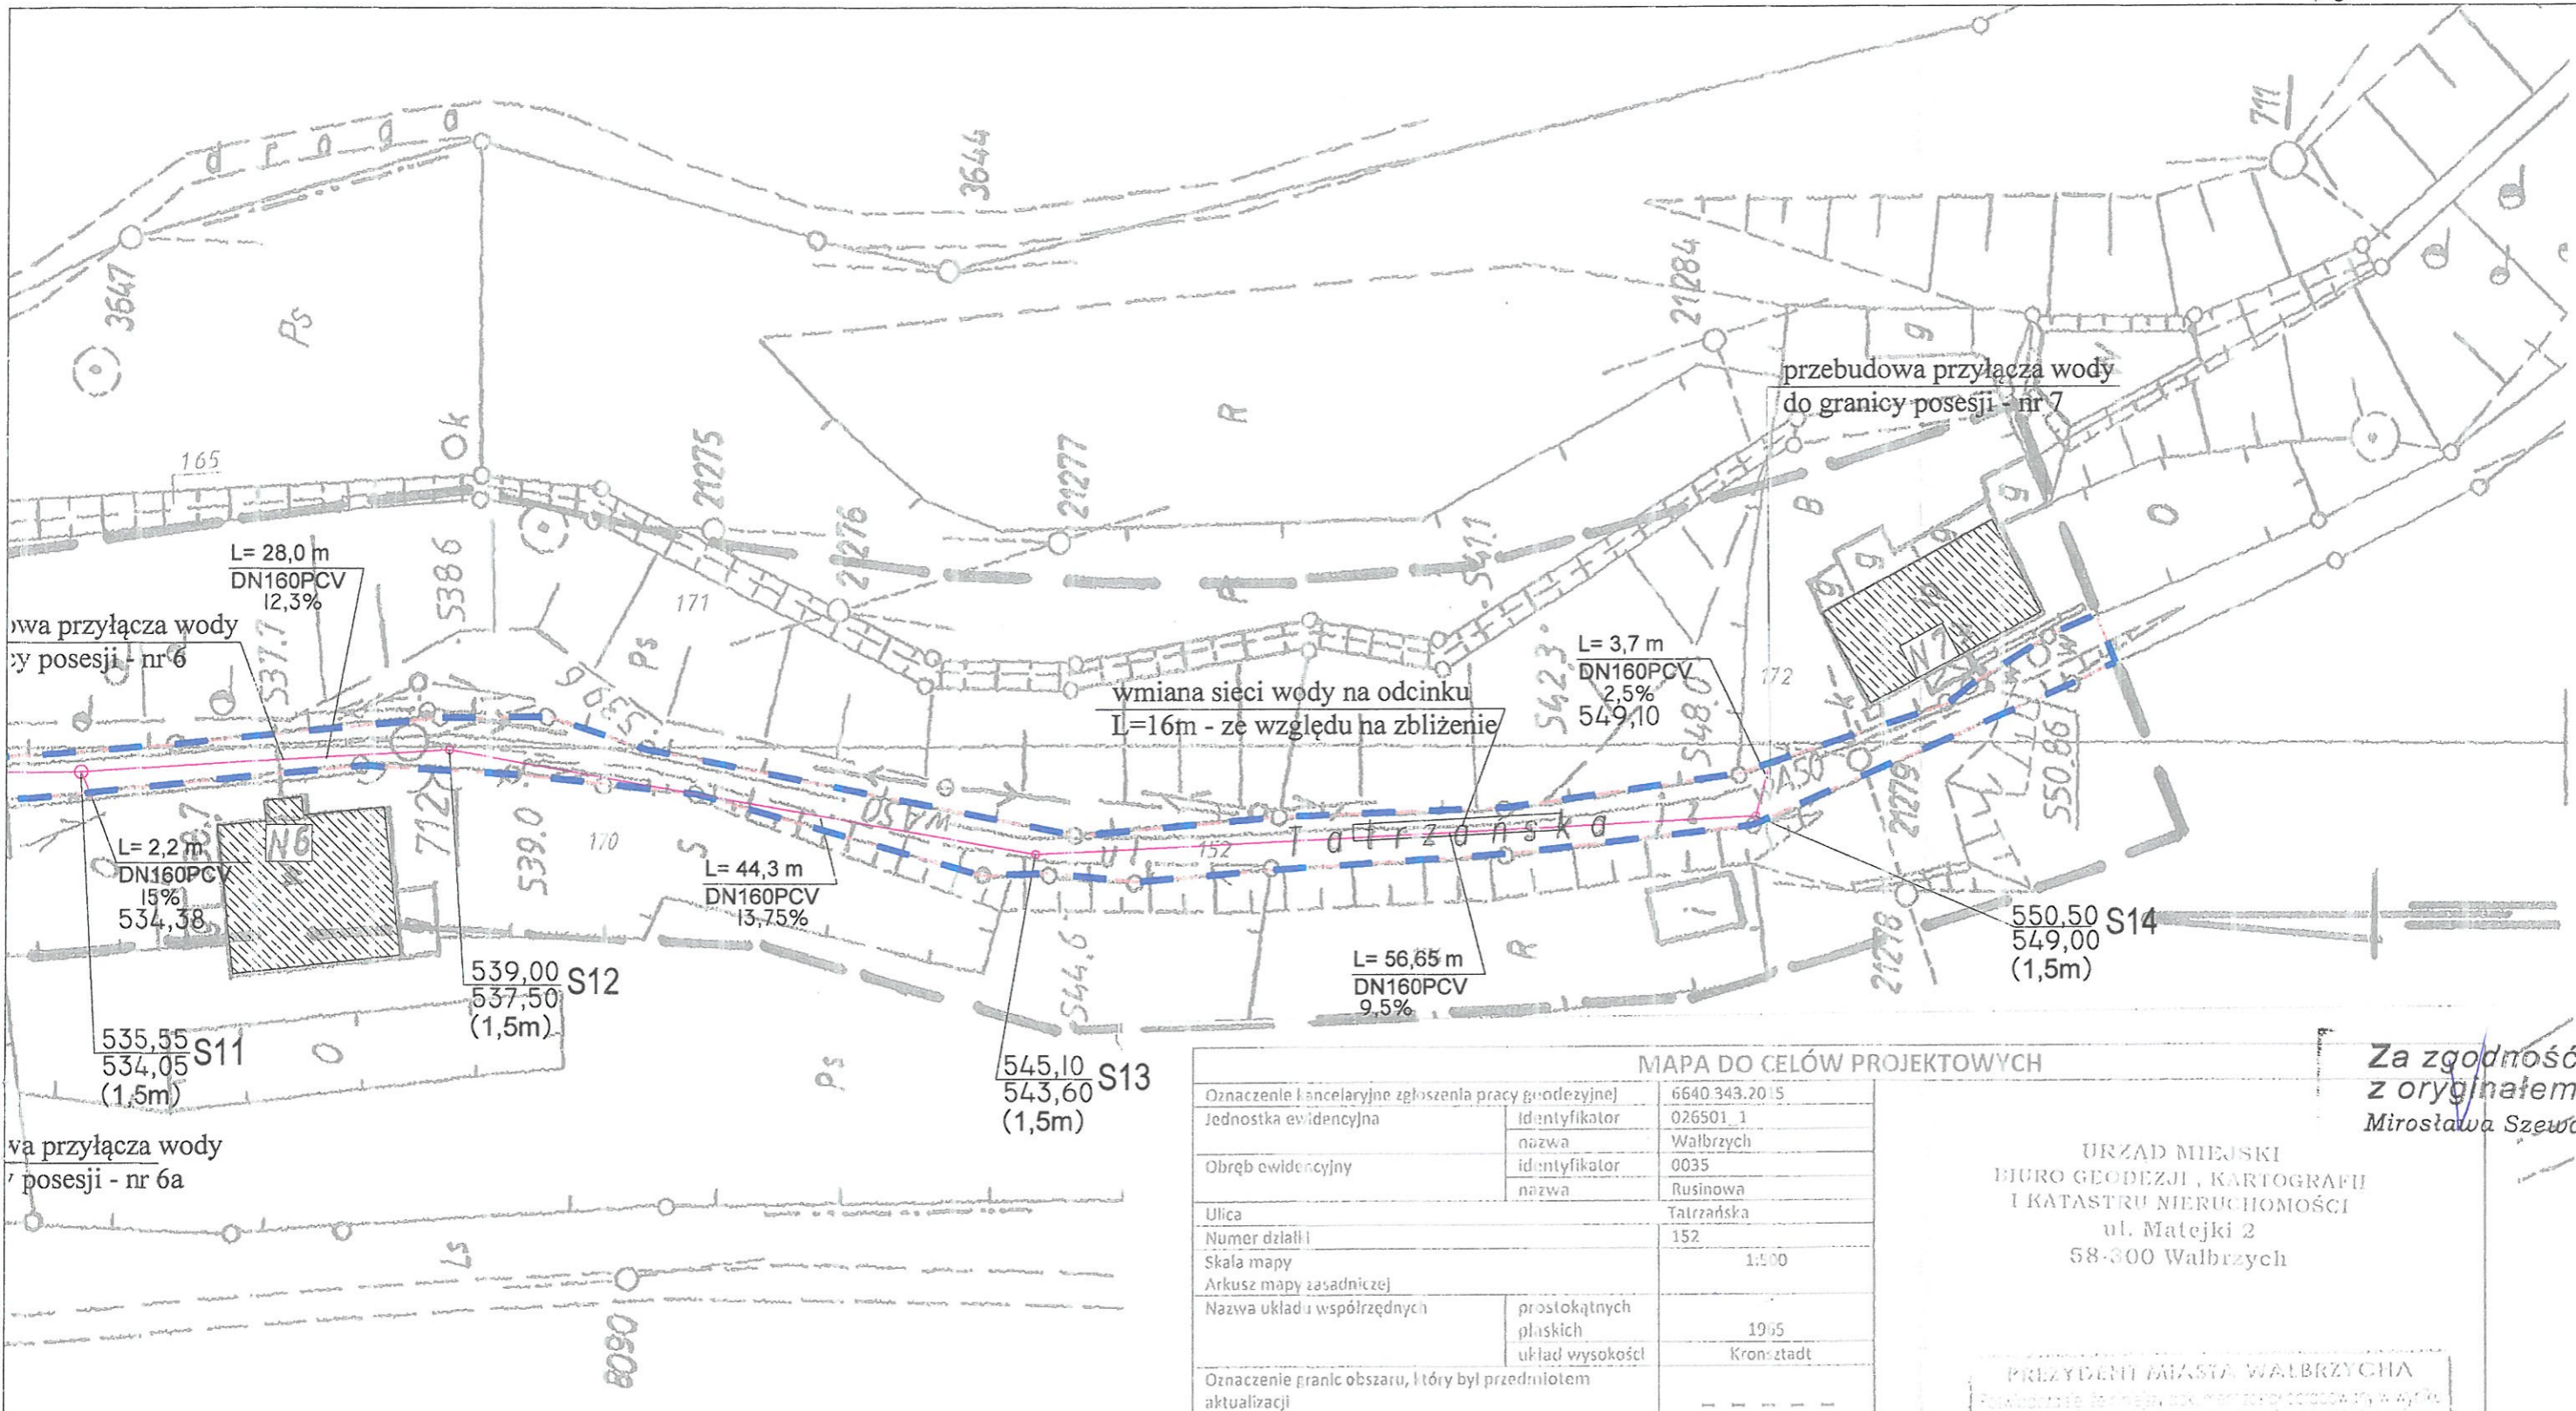 droga
3647
Ps
3644
711
21284
g
przebudowa przyłącza wody
do granicy posesji - nr 7
165
Ok
21275
21277
21276
R
541.1
B
g
g
g
O
L= 28,0 m
DN160PCV
12,3%
538.6
171
Ps
wa przyłącza wody
y posesji - nr 6
537.7
539.6
wmiana sieci wody na odcinku
L=16m - ze względu na zbliżenie
542.3
L= 3,7 m
DN160PCV
2,5%
549,10
548.0
172
N7
k
550.86
wA50
21279
ul. Tatrzańska
152
N6
L= 2,2 m
DN160PCV
15%
534,38
712
539.0
170
S
L= 44,3 m
DN160PCV
13,75%
544.6
L= 56,65 m
DN160PCV
9,5%
R
i
21278
550,50 S14
549,00
(1,5m)
539,00 S12
537,50
(1,5m)
535,55 S11
534,05
(1,5m)
O
Ps
545,10 S13
543,60
(1,5m)
va przyłącza wody
posesji - nr 6a
Ls
8090
MAPA DO CELÓW PROJEKTOWYCH
Oznaczenie kancelaryjne zgłoszenia pracy geodezyjnej 6640.343.2015
Jednostka ewidencyjna identyfikator 026501_1
nazwa Wałbrzych
Obręb ewidencyjny identyfikator 0035
nazwa Rusinowa
Ulica Tatrzańska
Numer działki 152
Skala mapy 1:500
Arkusz mapy zasadniczej
Nazwa układu współrzędnych prostokątnych
płaskich 1965
układ wysokości Kronsztadt
Oznaczenie granic obszaru, który był przedmiotem
aktualizacji
Za zgodność
z oryginałem
Mirosława Szewc
URZĄD MIEJSKI
BIURO GEODEZJI, KARTOGRAFII
I KATASTRU NIERUCHOMOŚCI
ul. Matejki 2
58-300 Wałbrzych
PREZYDENT MIASTA WAŁBRZYCHA